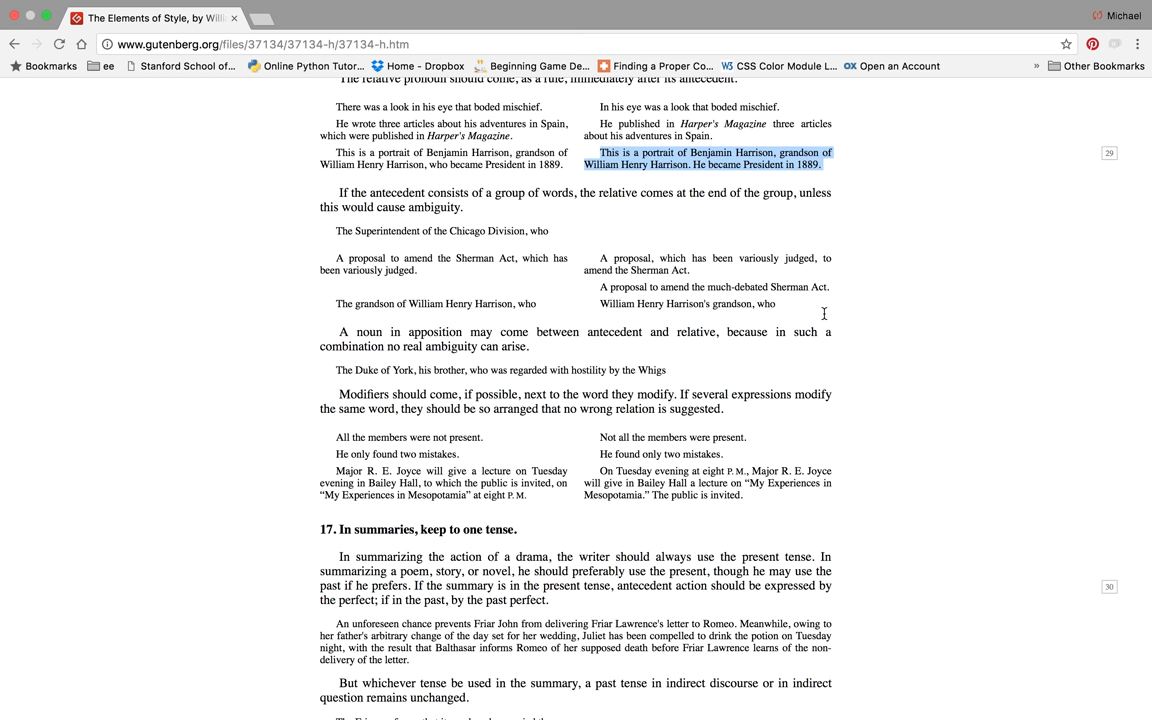 The Elements of Style, by Willi
Michael
www.gutenberg.org/files/37134/37134-h/37134-h.htm
Bookmarks
ee
Stanford School of...
Online Python Tutor...
Home - Dropbox
Beginning Game De...
Finding a Proper Co...
W3 CSS Color Module L...
OX Open an Account
»
Other Bookmarks
The relative pronoun should come, as a rule, immediately after its antecedent.
There was a look in his eye that boded mischief.
In his eye was a look that boded mischief.
He wrote three articles about his adventures in Spain,
which were published in Harper's Magazine.
He published in Harper's Magazine three articles
about his adventures in Spain.
This is a portrait of Benjamin Harrison, grandson of
William Henry Harrison, who became President in 1889.
This is a portrait of Benjamin Harrison, grandson of
William Henry Harrison. He became President in 1889.
29
If the antecedent consists of a group of words, the relative comes at the end of the group, unless
this would cause ambiguity.
The Superintendent of the Chicago Division, who
A proposal to amend the Sherman Act, which has
been variously judged.
A proposal, which has been variously judged, to
amend the Sherman Act.
A proposal to amend the much-debated Sherman Act.
The grandson of William Henry Harrison, who
William Henry Harrison's grandson, who
A noun in apposition may come between antecedent and relative, because in such a
combination no real ambiguity can arise.
The Duke of York, his brother, who was regarded with hostility by the Whigs
Modifiers should come, if possible, next to the word they modify. If several expressions modify
the same word, they should be so arranged that no wrong relation is suggested.
All the members were not present.
Not all the members were present.
He only found two mistakes.
He found only two mistakes.
Major R. E. Joyce will give a lecture on Tuesday
evening in Bailey Hall, to which the public is invited, on
“My Experiences in Mesopotamia” at eight P. M.
On Tuesday evening at eight P. M., Major R. E. Joyce
will give in Bailey Hall a lecture on “My Experiences in
Mesopotamia.” The public is invited.
17. In summaries, keep to one tense.
In summarizing the action of a drama, the writer should always use the present tense. In
summarizing a poem, story, or novel, he should preferably use the present, though he may use the
past if he prefers. If the summary is in the present tense, antecedent action should be expressed by
the perfect; if in the past, by the past perfect.
30
An unforeseen chance prevents Friar John from delivering Friar Lawrence's letter to Romeo. Meanwhile, owing to
her father's arbitrary change of the day set for her wedding, Juliet has been compelled to drink the potion on Tuesday
night, with the result that Balthasar informs Romeo of her supposed death before Friar Lawrence learns of the non-
delivery of the letter.
But whichever tense be used in the summary, a past tense in indirect discourse or in indirect
question remains unchanged.